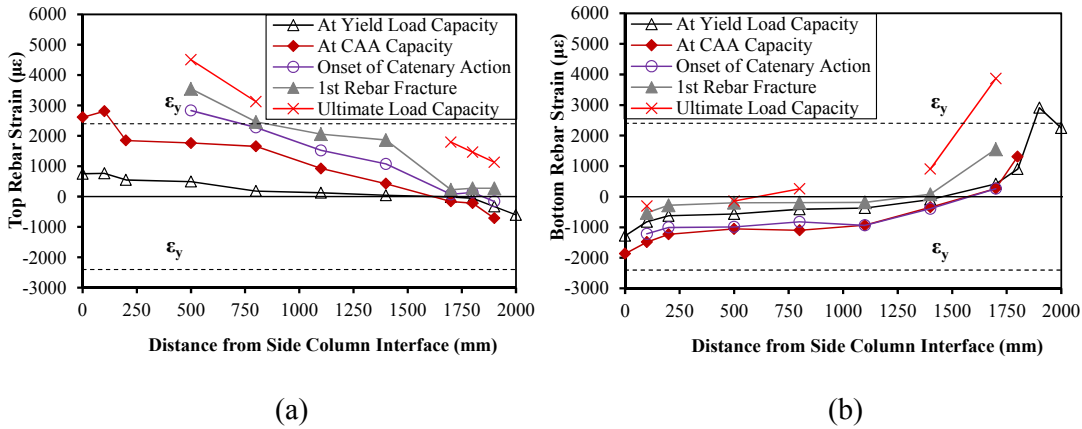 At Yield Load Capacity
At CAA Capacity
Onset of Catenary Action
1st Rebar Fracture
Ultimate Load Capacity
εy
εy
Top Rebar Strain (µε)
6000
5000
4000
3000
2000
1000
0
-1000
-2000
-3000
0 250 500 750 1000 1250 1500 1750 2000
Distance from Side Column Interface (mm)
(a)
At Yield Load Capacity
At CAA Capacity
Onset of Catenary Action
1st Rebar Fracture
Ultimate Load Capacity
εy
εy
Bottom Rebar Strain (µε)
6000
5000
4000
3000
2000
1000
0
-1000
-2000
-3000
0 250 500 750 1000 1250 1500 1750 2000
Distance from Side Column Interface (mm)
(b)